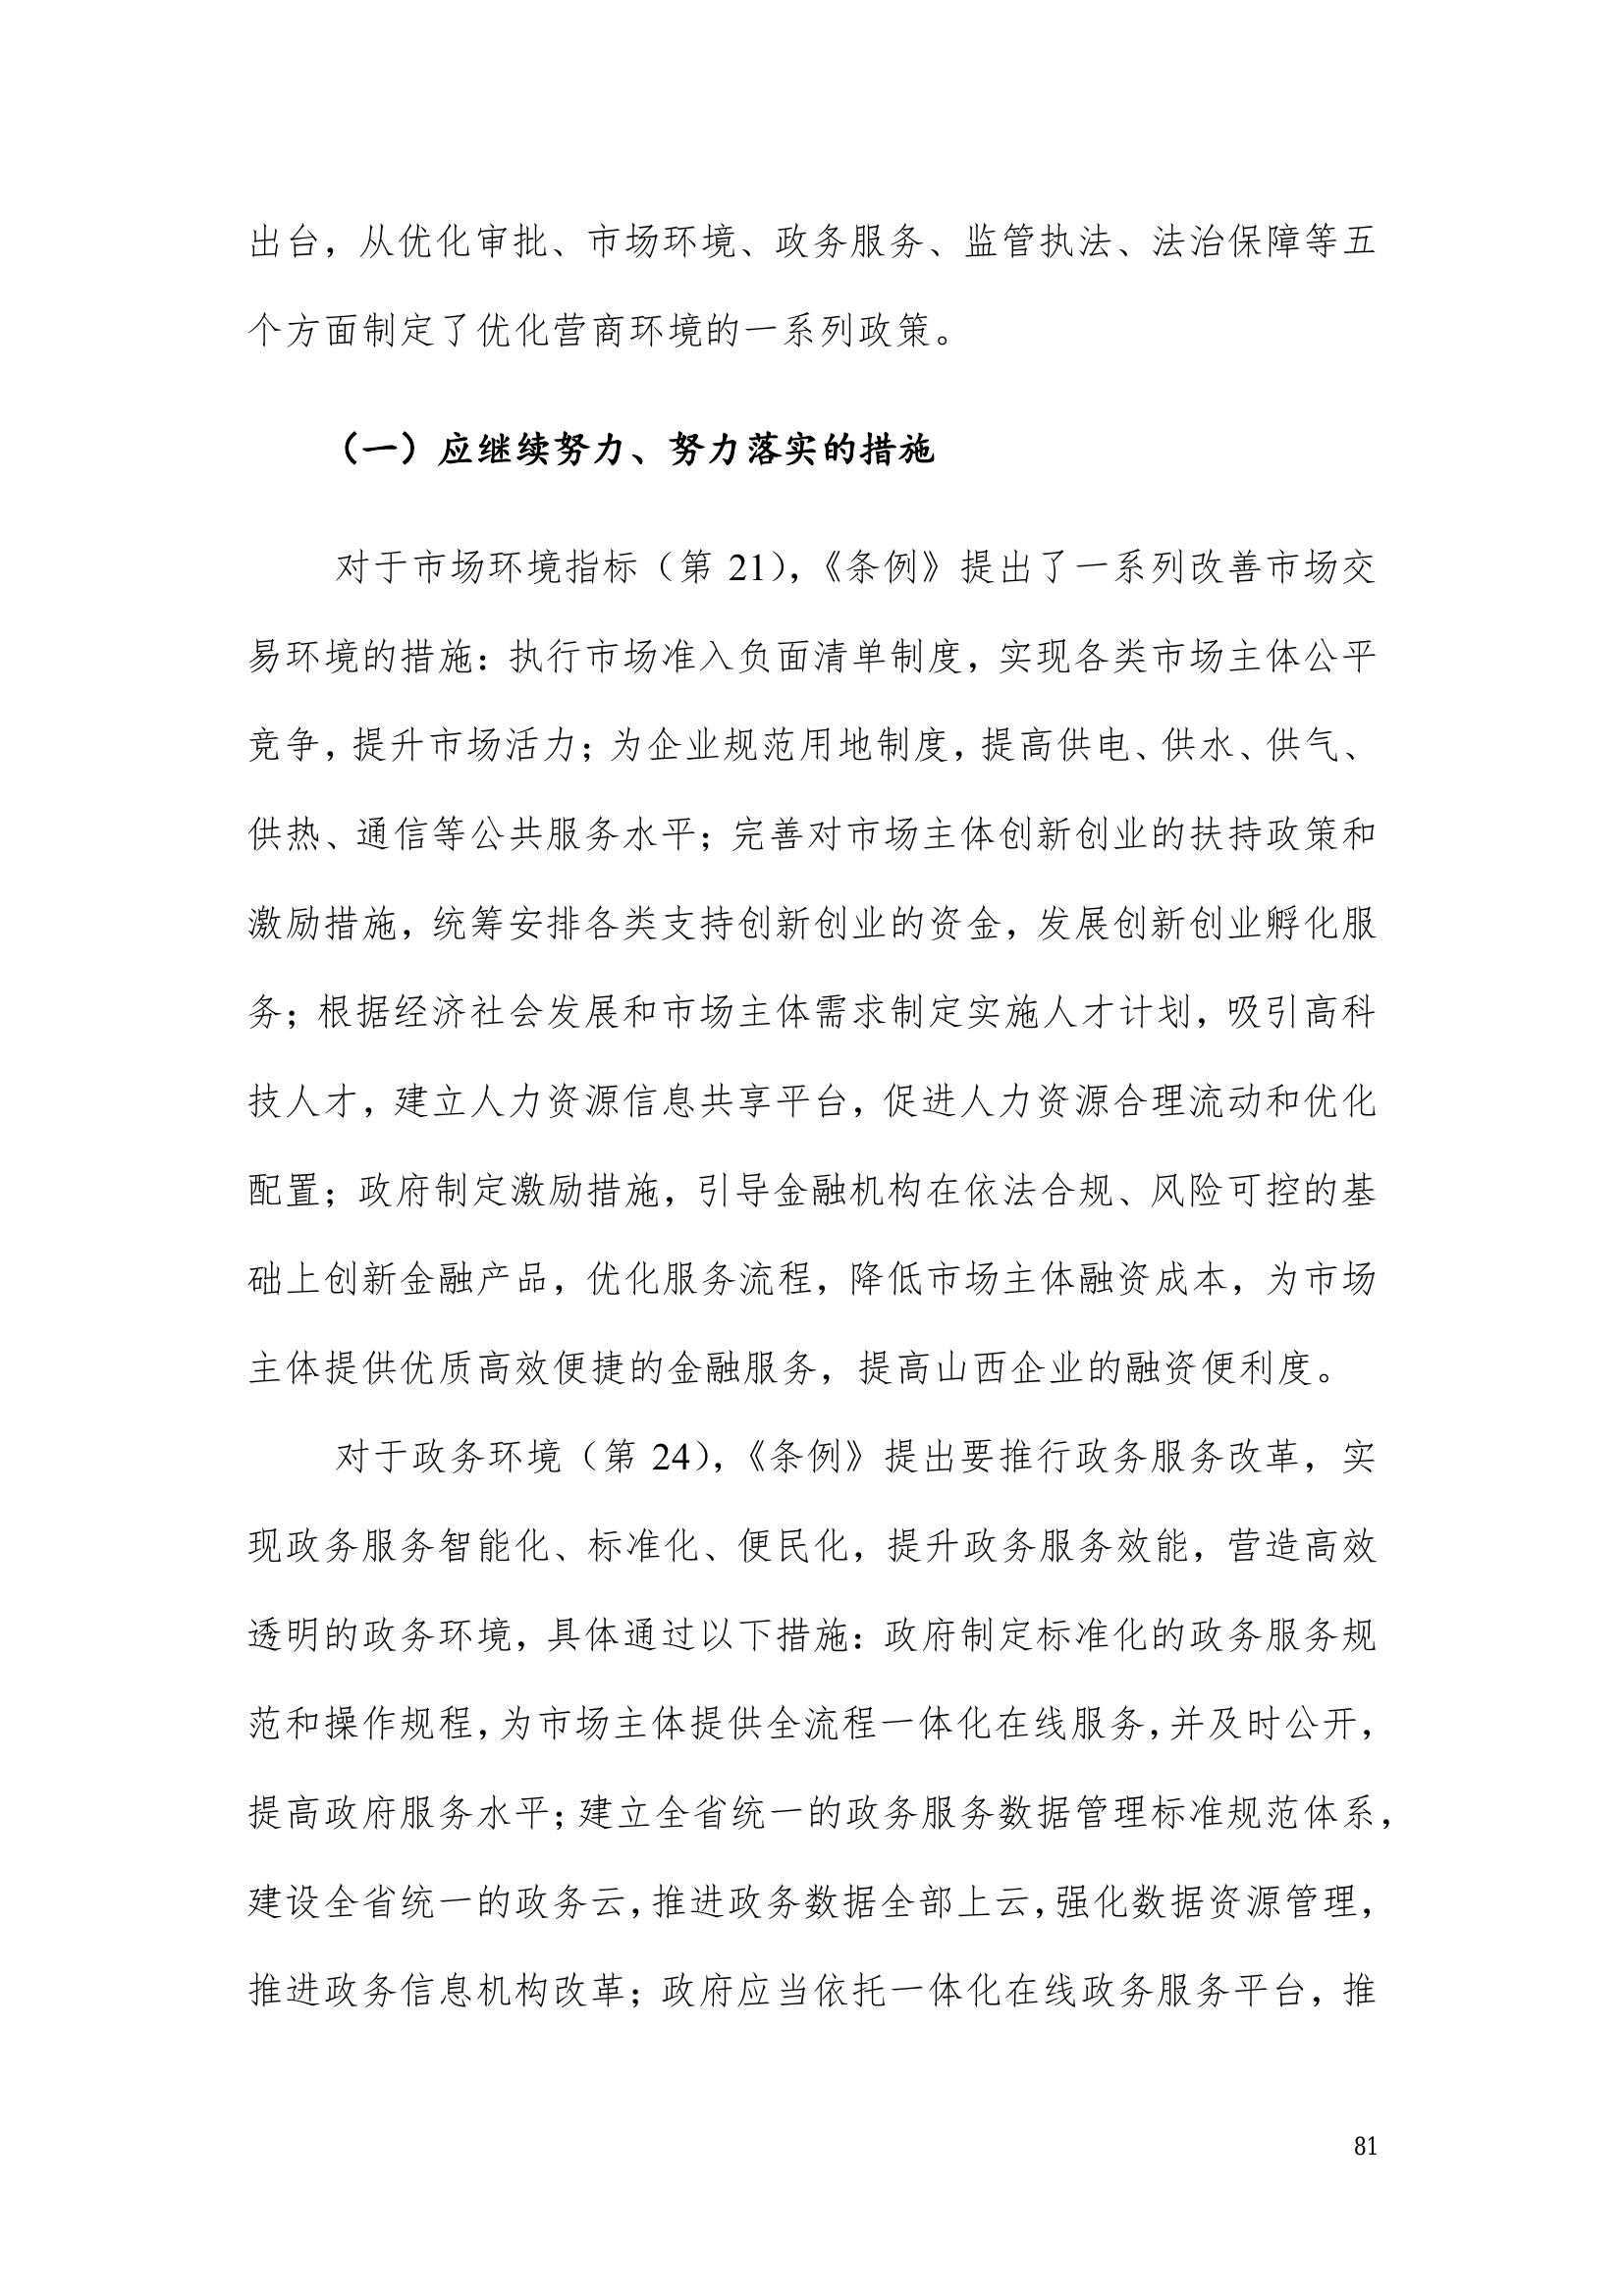 出台，从优化审批、市场环境、政务服务、监管执法、法治保障等五
个方面制定了优化营商环境的一系列政策。
（一）应继续努力、努力落实的措施
对于市场环境指标（第 21），《条例》提出了一系列改善市场交
易环境的措施：执行市场准入负面清单制度，实现各类市场主体公平
竞争，提升市场活力；为企业规范用地制度，提高供电、供水、供气、
供热、通信等公共服务水平；完善对市场主体创新创业的扶持政策和
激励措施，统筹安排各类支持创新创业的资金，发展创新创业孵化服
务；根据经济社会发展和市场主体需求制定实施人才计划，吸引高科
技人才，建立人力资源信息共享平台，促进人力资源合理流动和优化
配置；政府制定激励措施，引导金融机构在依法合规、风险可控的基
础上创新金融产品，优化服务流程，降低市场主体融资成本，为市场
主体提供优质高效便捷的金融服务，提高山西企业的融资便利度。
对于政务环境（第 24），《条例》提出要推行政务服务改革，实
现政务服务智能化、标准化、便民化，提升政务服务效能，营造高效
透明的政务环境，具体通过以下措施：政府制定标准化的政务服务规
范和操作规程，为市场主体提供全流程一体化在线服务，并及时公开，
提高政府服务水平；建立全省统一的政务服务数据管理标准规范体系，
建设全省统一的政务云，推进政务数据全部上云，强化数据资源管理，
推进政务信息机构改革；政府应当依托一体化在线政务服务平台，推
81